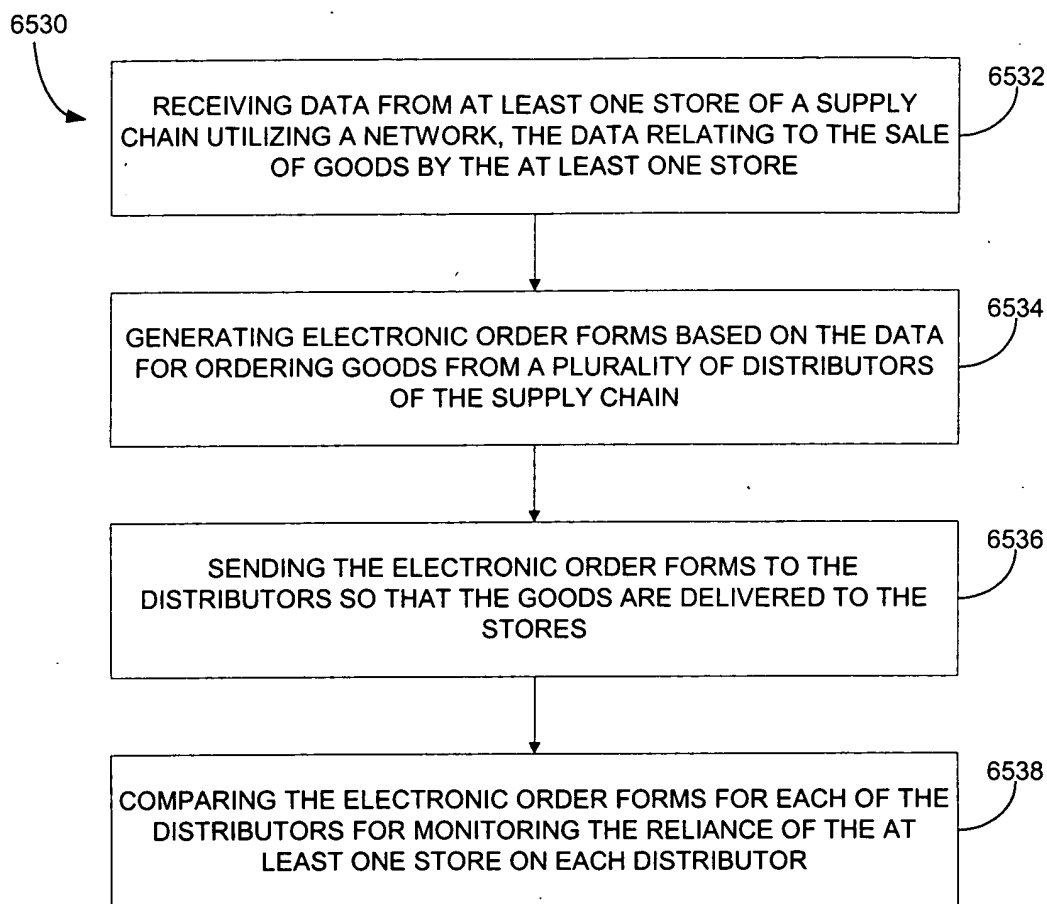 6530
6532
RECEIVING DATA FROM AT LEAST ONE STORE OF A SUPPLY
CHAIN UTILIZING A NETWORK, THE DATA RELATING TO THE SALE
OF GOODS BY THE AT LEAST ONE STORE
6534
GENERATING ELECTRONIC ORDER FORMS BASED ON THE DATA
FOR ORDERING GOODS FROM A PLURALITY OF DISTRIBUTORS
OF THE SUPPLY CHAIN
6536
SENDING THE ELECTRONIC ORDER FORMS TO THE
DISTRIBUTORS SO THAT THE GOODS ARE DELIVERED TO THE
STORES
6538
COMPARING THE ELECTRONIC ORDER FORMS FOR EACH OF THE
DISTRIBUTORS FOR MONITORING THE RELIANCE OF THE AT
LEAST ONE STORE ON EACH DISTRIBUTOR